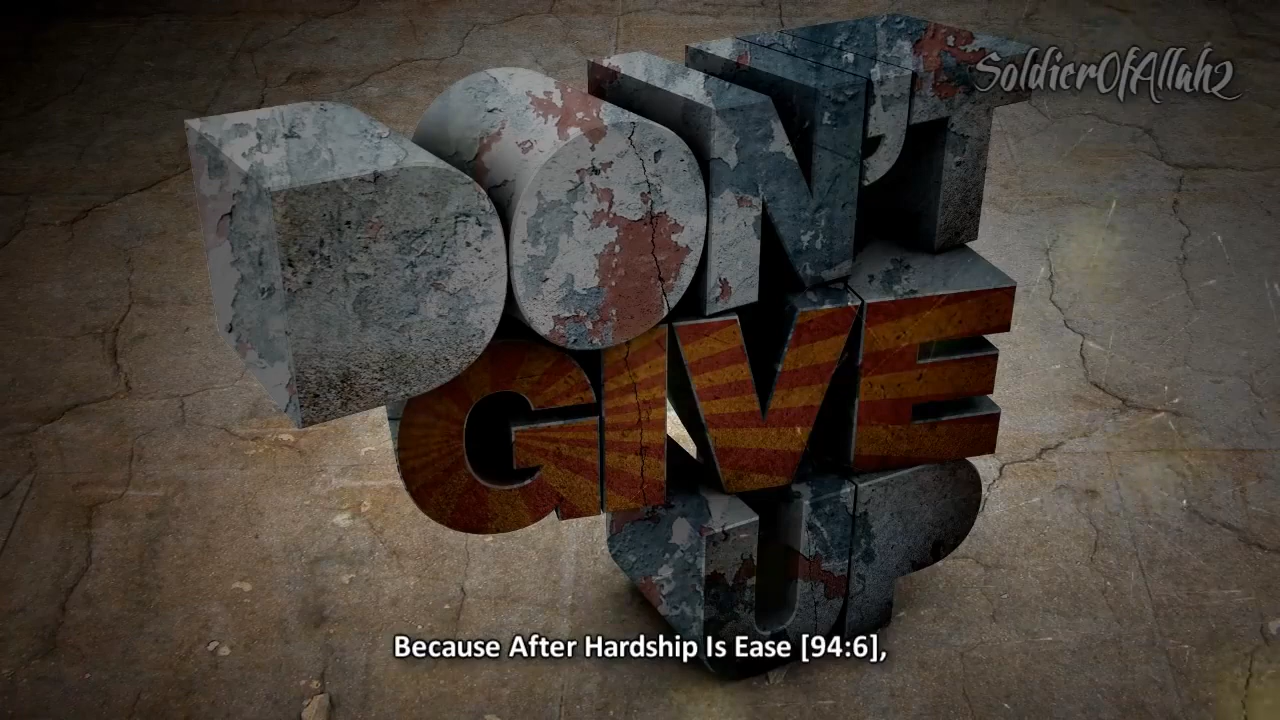 SoldierOfAllah2
DON'T
GIVE
UP
Because After Hardship Is Ease [94:6],